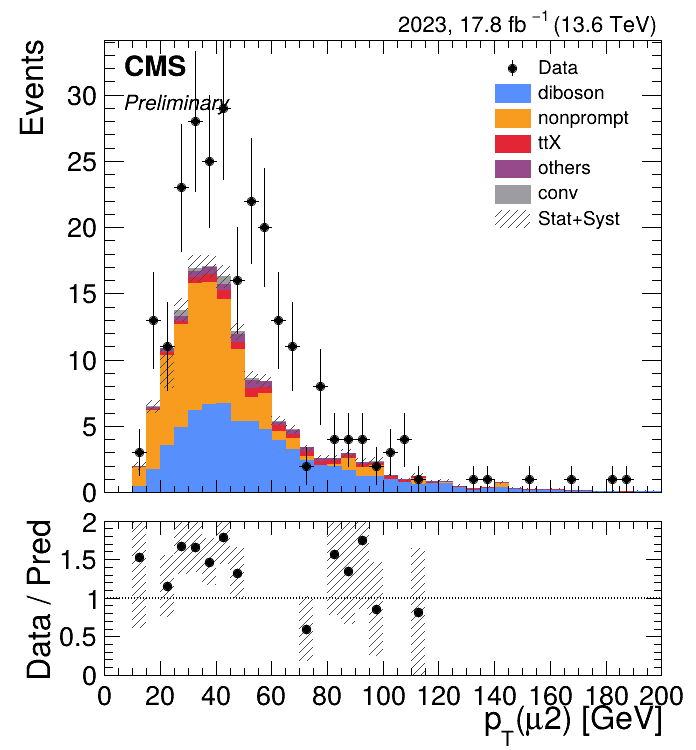 2023, 17.8 fb⁻¹ (13.6 TeV)
CMS
Preliminary
Events
30
25
20
15
10
5
0
Data
diboson
nonprompt
ttX
others
conv
Stat+Syst
Data / Pred
2
1.5
1
0.5
0
0 20 40 60 80 100 120 140 160 180 200
p_T(μ2) [GeV]